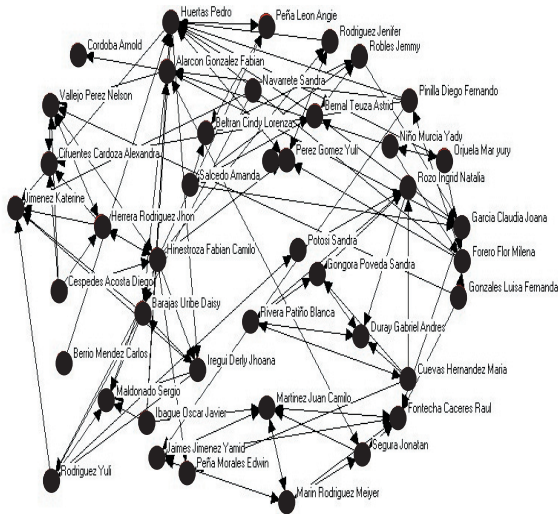 Huertas Pedro
Peña Leon Angie
Rodriguez Jenifer
Cordoba Arnold
Robles Jemmy
Alarcon Gonzalez Fabian
Navarrete Sandra
Pinilla Diego Fernando
Vallejo Perez Nelson
Bernal Teuza Astrid
Beltran Cindy Lorenza
Niño Murcia Yady
Orjuela Mar yury
Cifuentes Cardoza Alexandra
Perez Gomez Yuli
Salcedo Amanda
Rozo Ingrid Natalia
Jimenez Katerine
Herrera Rodriguez Jhon
Garcia Claudia Joana
Potosi Sandra
Hinestroza Fabian Camilo
Forero Flor Milena
Gongora Poveda Sandra
Cespedes Acosta Diego
Gonzales Luisa Fernanda
Barajas Uribe Daisy
Rivera Patiño Blanca
Duray Gabriel Andres
Berrio Mendez Carlos
Iregui Derly Jhoana
Cuevas Hernandez Maria
Maldonado Sergio
Martinez Juan Camilo
Ibague Oscar Javier
Fontecha Caceres Raul
Jaimes Jimenez Yamid
Segura Jonatan
Peña Morales Edwin
Rodriguez Yuli
Marin Rodriguez Meiyer